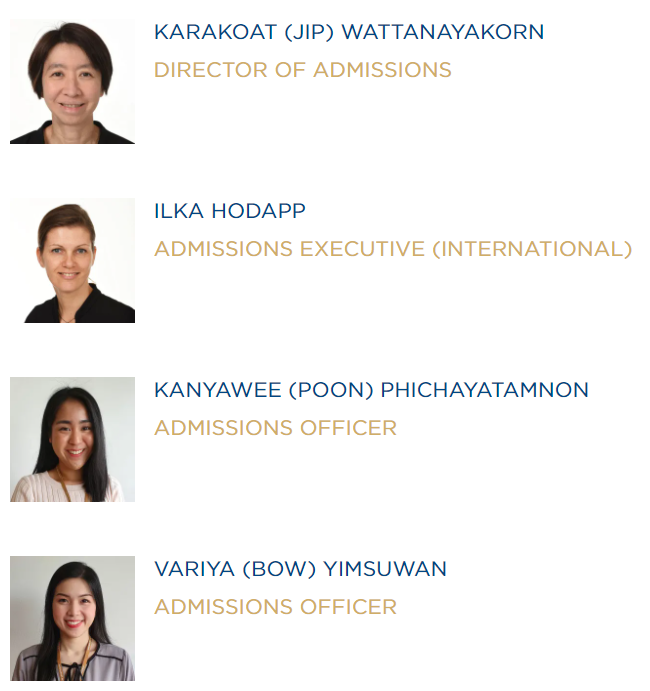 KARAKOAT (JIP) WATTANAYAKORN
DIRECTOR OF ADMISSIONS
ILKA HODAPP
ADMISSIONS EXECUTIVE (INTERNATIONAL)
KANYAWEE (POON) PHICHAYATAMNON
ADMISSIONS OFFICER
VARIYA (BOW) YIMSUWAN
ADMISSIONS OFFICER